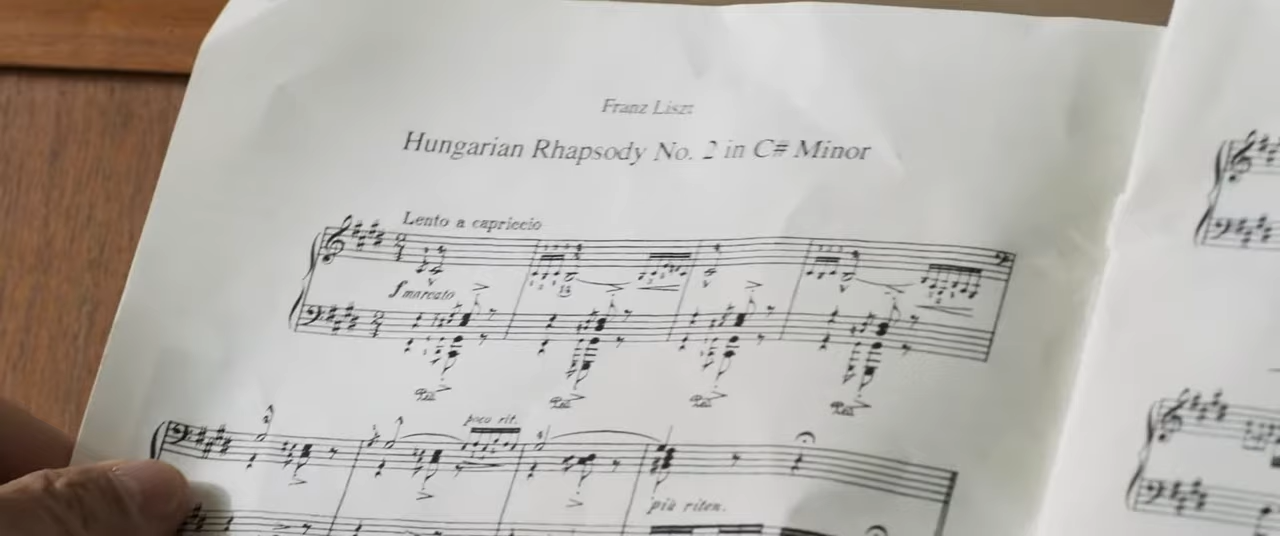 Franz Liszt
Hungarian Rhapsody No. 2 in C# Minor
Lento a capriccio
f marcato
poco rit.
più riten.